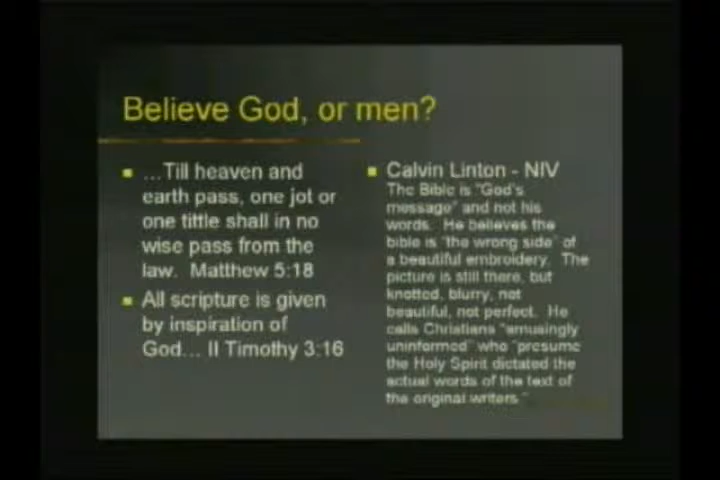 Believe God, or men?
…Till heaven and
earth pass, one jot or
one tittle shall in no
wise pass from the
law. Matthew 5:18
All scripture is given
by inspiration of
God… II Timothy 3:16
Calvin Linton - NIV
The Bible is "God's
message" and not his
words. He believes the
bible is "the wrong side" of
a beautiful embroidery. The
picture is still there, but
knotted, blurry, not
beautiful, not perfect. He
calls Christians "amusingly
uninformed" who "presume
the Holy Spirit dictated the
actual words of the text of
the original writers."